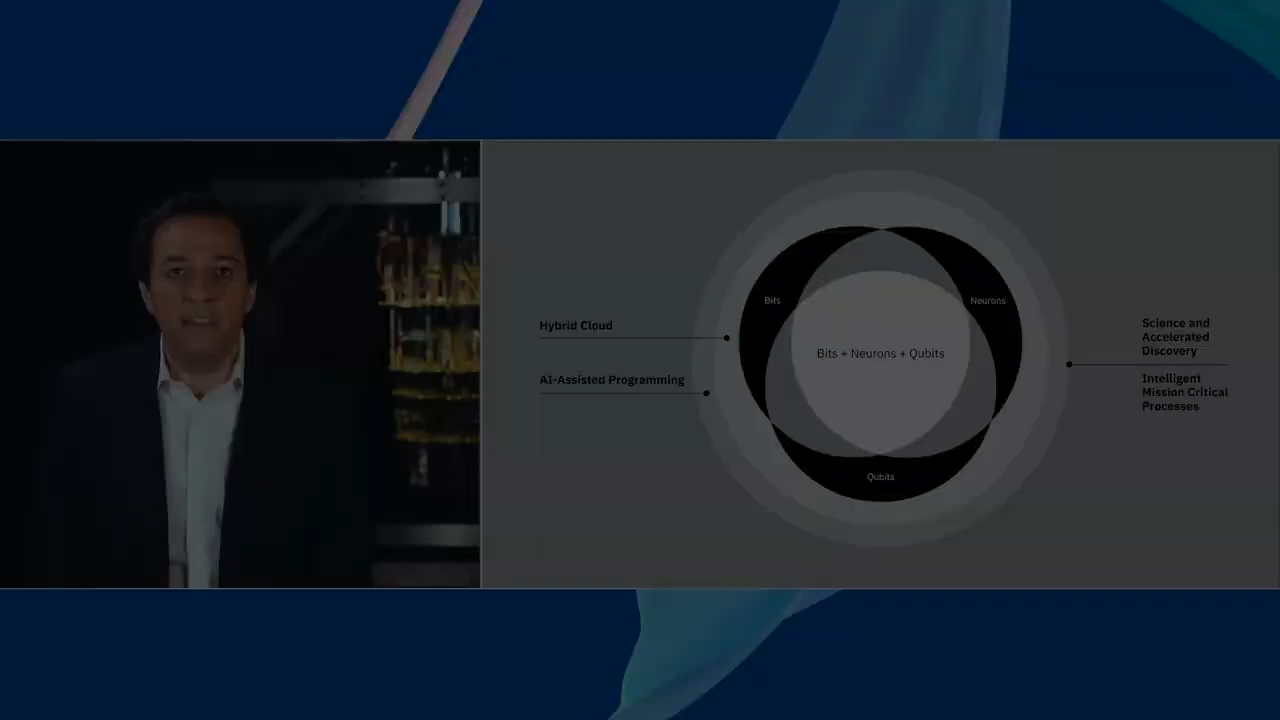 Hybrid Cloud
AI-Assisted Programming
Bits
Neurons
Bits + Neurons + Qubits
Qubits
Science and
Accelerated
Discovery
Intelligent
Mission Critical
Processes